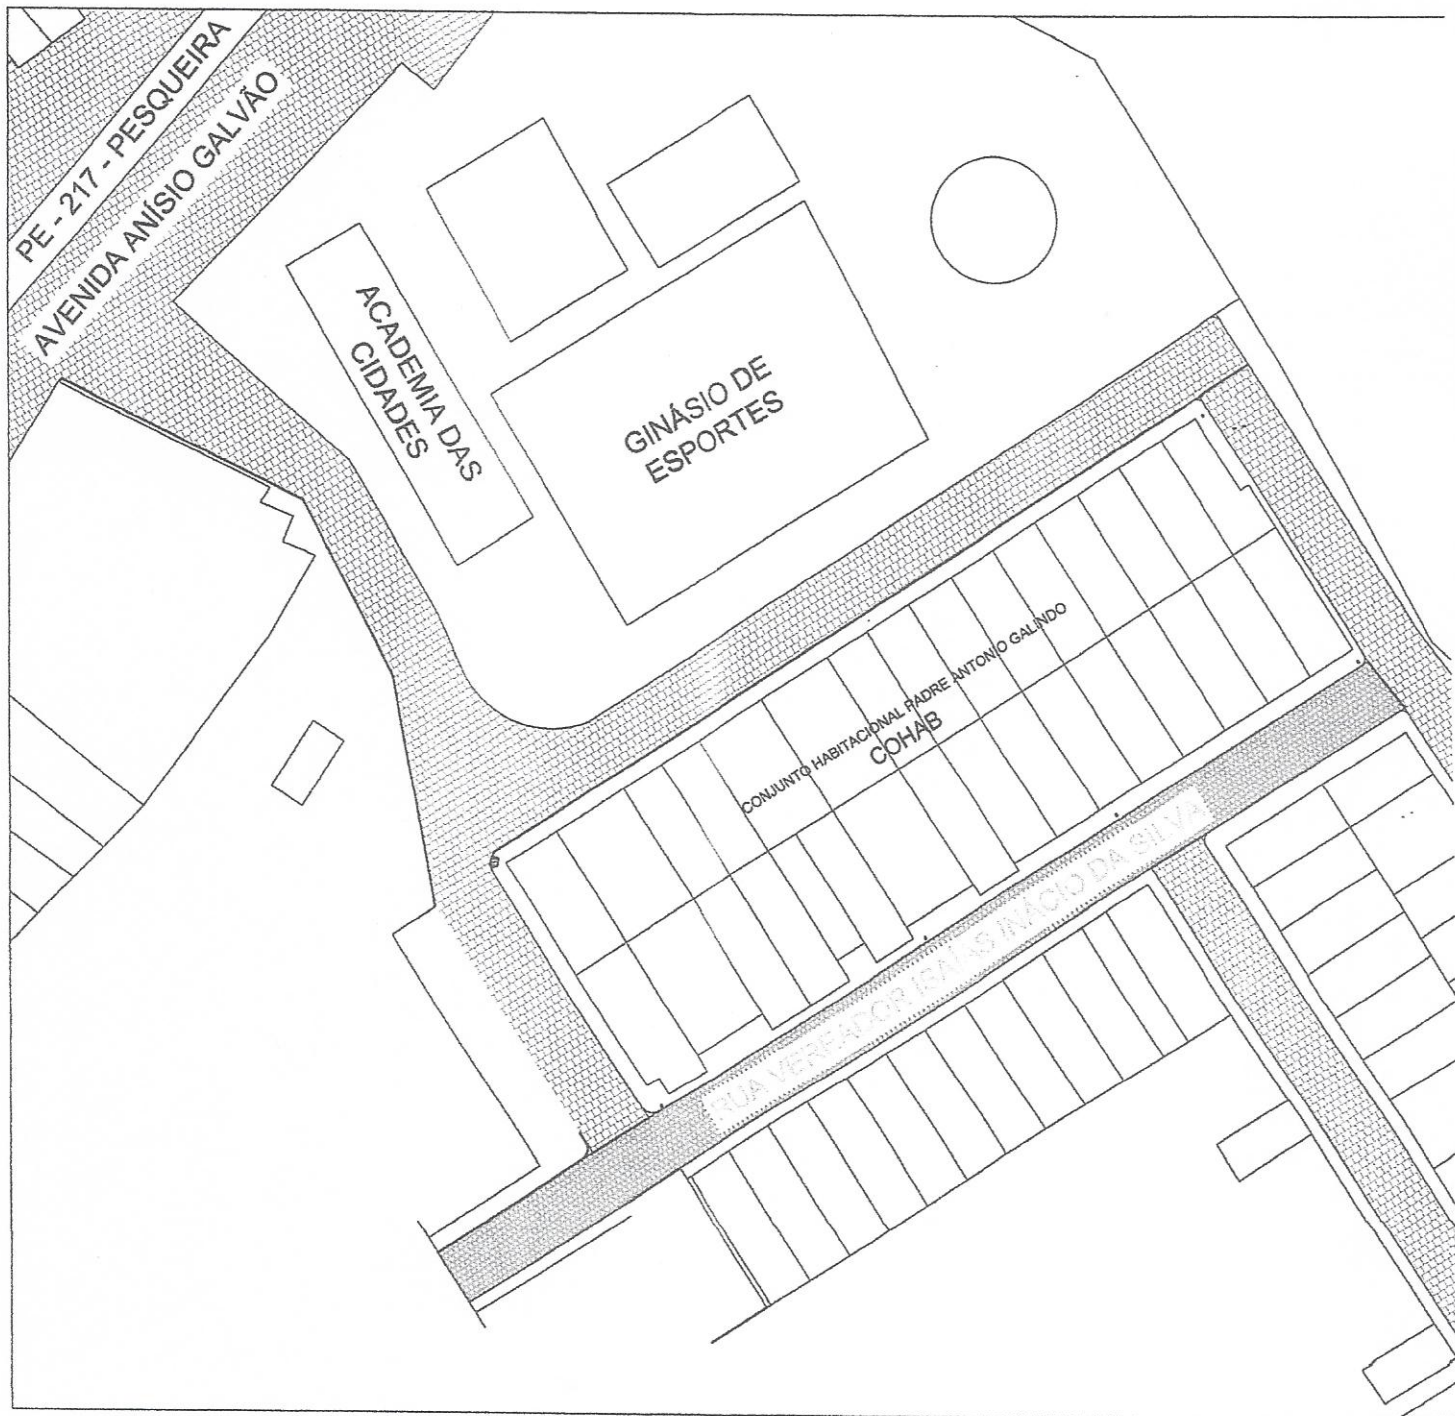 PE - 217 - PESQUEIRA
AVENIDA ANÍSIO GALVÃO
ACADEMIA DAS
CIDADES
GINÁSIO DE
ESPORTES
CONJUNTO HABITACIONAL PADRE ANTONIO GALINDO
COHAB
RUA VEREADOR ISAÍAS INÁCIO DA SILVA